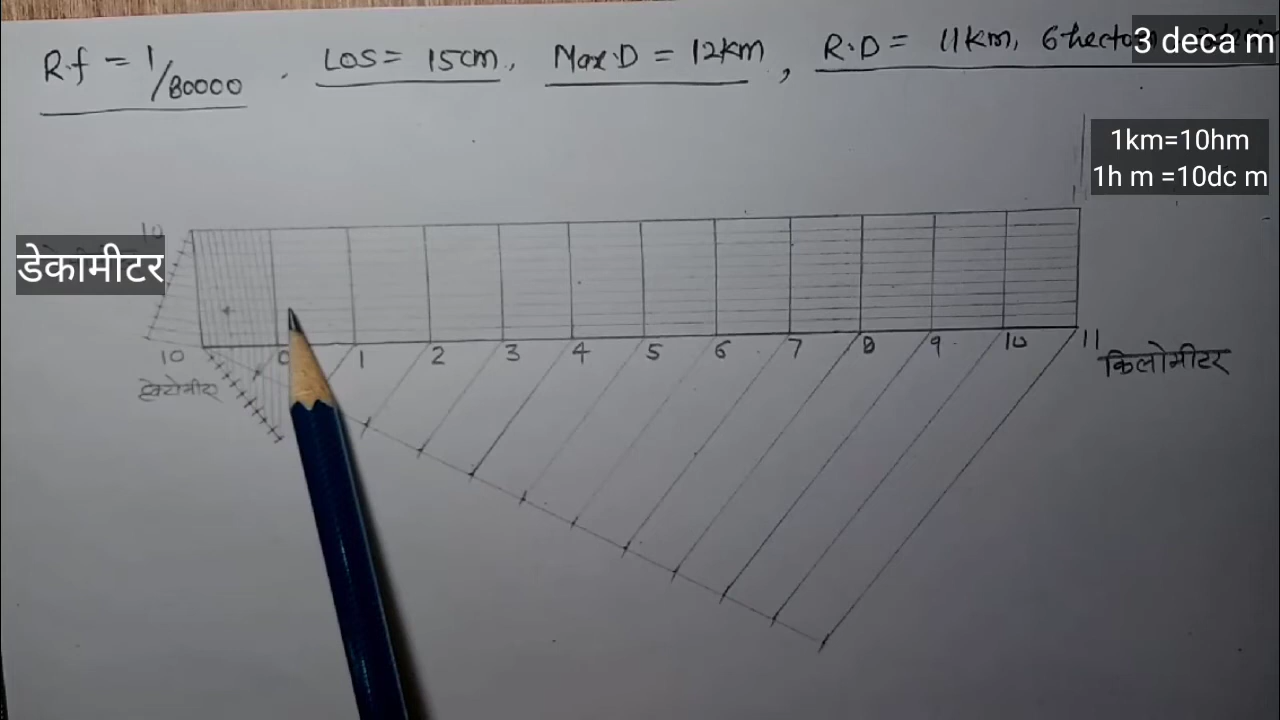 R.f = 1/80000 . LOS = 15cm, Max.D = 12km, R.D = 11km, 6 hecto
3 deca m
1km=10hm
1h m =10dc m
10
डेकामीटर
10 0 1 2 3 4 5 6 7 8 9 10 11
किलोमीटर